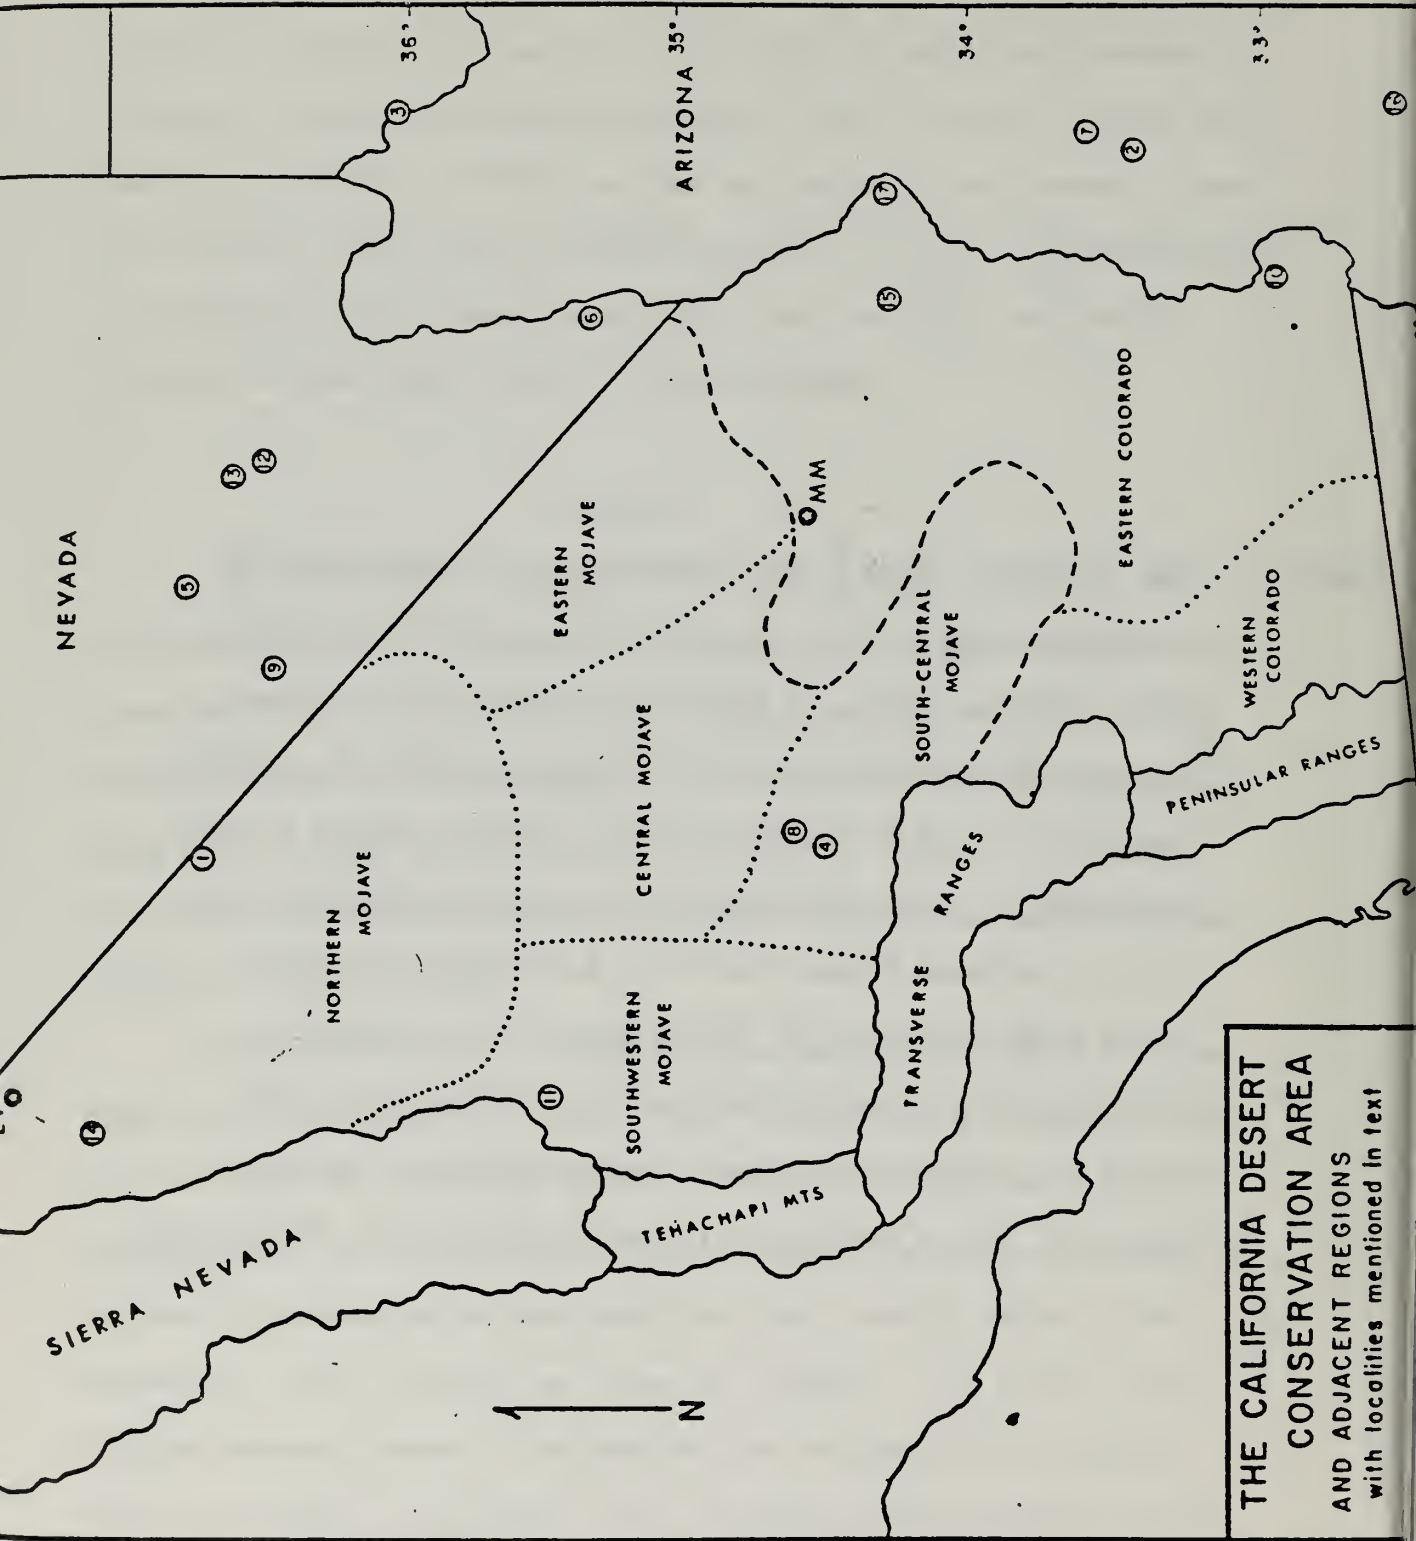 NEVADA
ARIZONA
36°
35°
34°
33°
SIERRA NEVADA
NORTHERN
MOJAVE
EASTERN
MOJAVE
CENTRAL MOJAVE
SOUTHWESTERN
MOJAVE
SOUTH-CENTRAL
MOJAVE
EASTERN COLORADO
WESTERN
COLORADO
TEHACHAPI MTS
TRANSVERSE
RANGES
PENINSULAR RANGES
MM
N
1
2
3
4
5
6
7
8
9
10
11
12
13
14
15
16
17
THE CALIFORNIA DESERT
CONSERVATION AREA
AND ADJACENT REGIONS
with localities mentioned in text